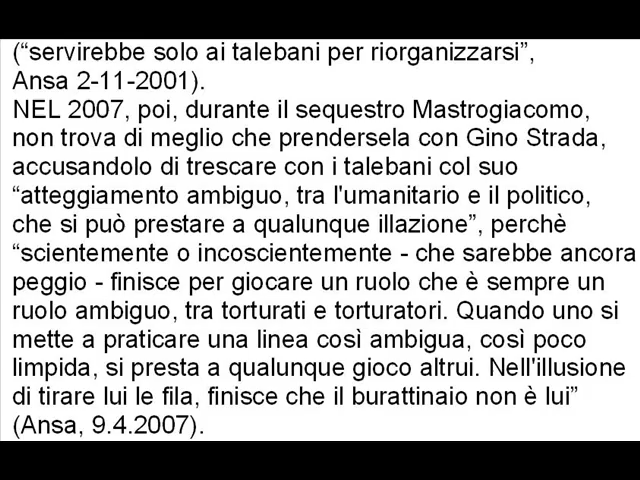 (“servirebbe solo ai talebani per riorganizzarsi”,
Ansa 2-11-2001).
NEL 2007, poi, durante il sequestro Mastrogiacomo,
non trova di meglio che prendersela con Gino Strada,
accusandolo di trescare con i talebani col suo
“atteggiamento ambiguo, tra l'umanitario e il politico,
che si può prestare a qualunque illazione”, perchè
“scientemente o incoscientemente - che sarebbe ancora
peggio - finisce per giocare un ruolo che è sempre un
ruolo ambiguo, tra torturati e torturatori. Quando uno si
mette a praticare una linea così ambigua, così poco
limpida, si presta a qualunque gioco altrui. Nell'illusione
di tirare lui le fila, finisce che il burattinaio non è lui”
(Ansa, 9.4.2007).